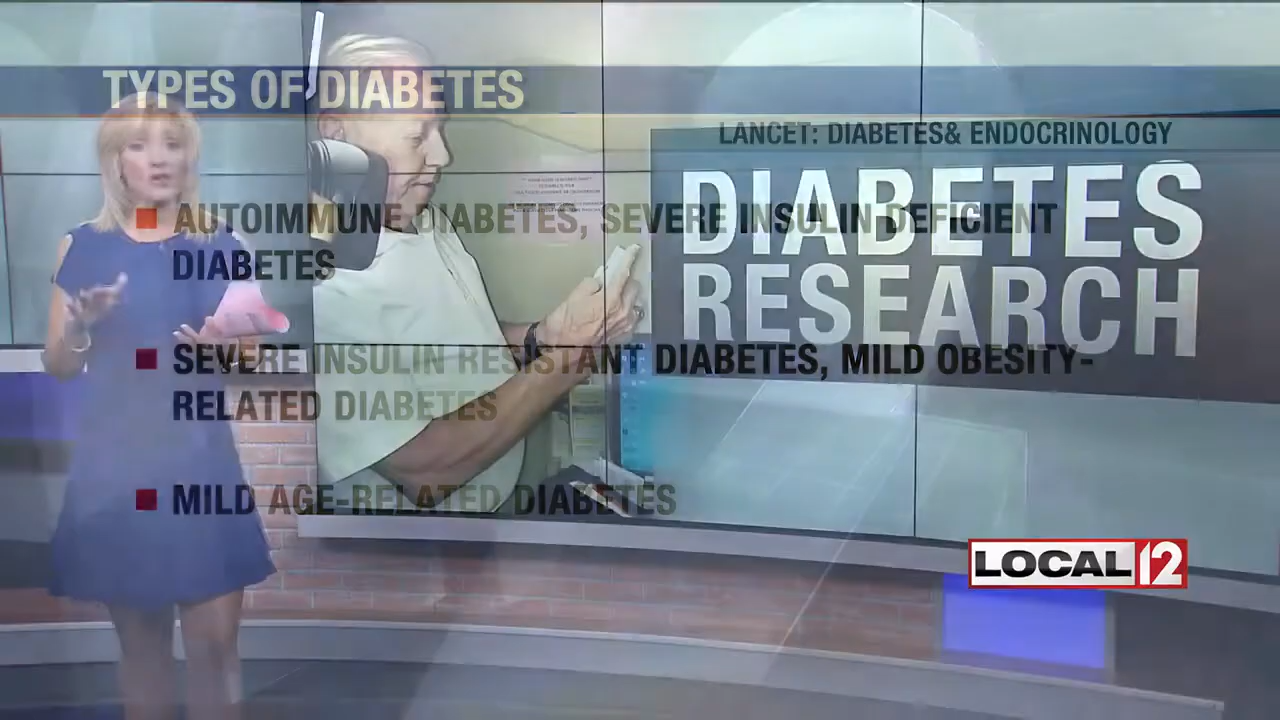 TYPES OF DIABETES
LANCET: DIABETES& ENDOCRINOLOGY
DIABETES
RESEARCH
AUTOIMMUNE DIABETES, SEVERE INSULIN DEFICIENT
DIABETES
SEVERE INSULIN RESISTANT DIABETES, MILD OBESITY-
RELATED DIABETES
MILD AGE-RELATED DIABETES
LOCAL 12